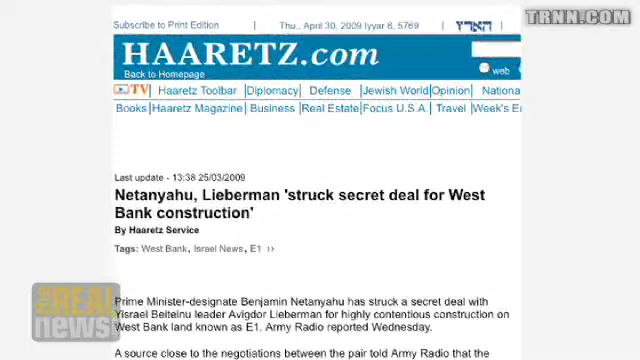 TRNN.COM
Subscribe to Print Edition | Thu., April 30, 2009 Iyyar 6, 5769 | הארץ
HAARETZ.com
Back to Homepage
web
TV | Haaretz Toolbar | Diplomacy | Defense | Jewish World | Opinion | Nationa
Books | Haaretz Magazine | Business | Real Estate | Focus U.S.A. | Travel | Week's E
Last update - 13:38 25/03/2009
Netanyahu, Lieberman 'struck secret deal for West
Bank construction'
By Haaretz Service
Tags: West Bank, Israel News, E1 ››
Prime Minister-designate Benjamin Netanyahu has struck a secret deal with
Yisrael Beiteinu leader Avigdor Lieberman for highly contentious construction on
West Bank land known as E1. Army Radio reported Wednesday.
A source close to the negotiations between the pair told Army Radio that the
the REAL
news